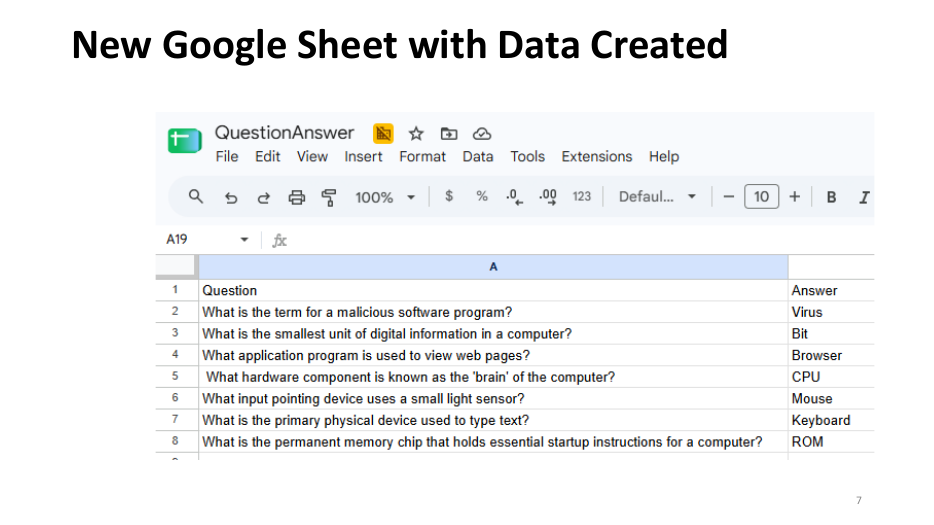 New Google Sheet with Data Created
QuestionAnswer
File Edit View Insert Format Data Tools Extensions Help
100% $ % .0 .00 123 Defaul... − 10 + B I
A19 fx
A
1 Question Answer
2 What is the term for a malicious software program? Virus
3 What is the smallest unit of digital information in a computer? Bit
4 What application program is used to view web pages? Browser
5 What hardware component is known as the 'brain' of the computer? CPU
6 What input pointing device uses a small light sensor? Mouse
7 What is the primary physical device used to type text? Keyboard
8 What is the permanent memory chip that holds essential startup instructions for a computer? ROM
7